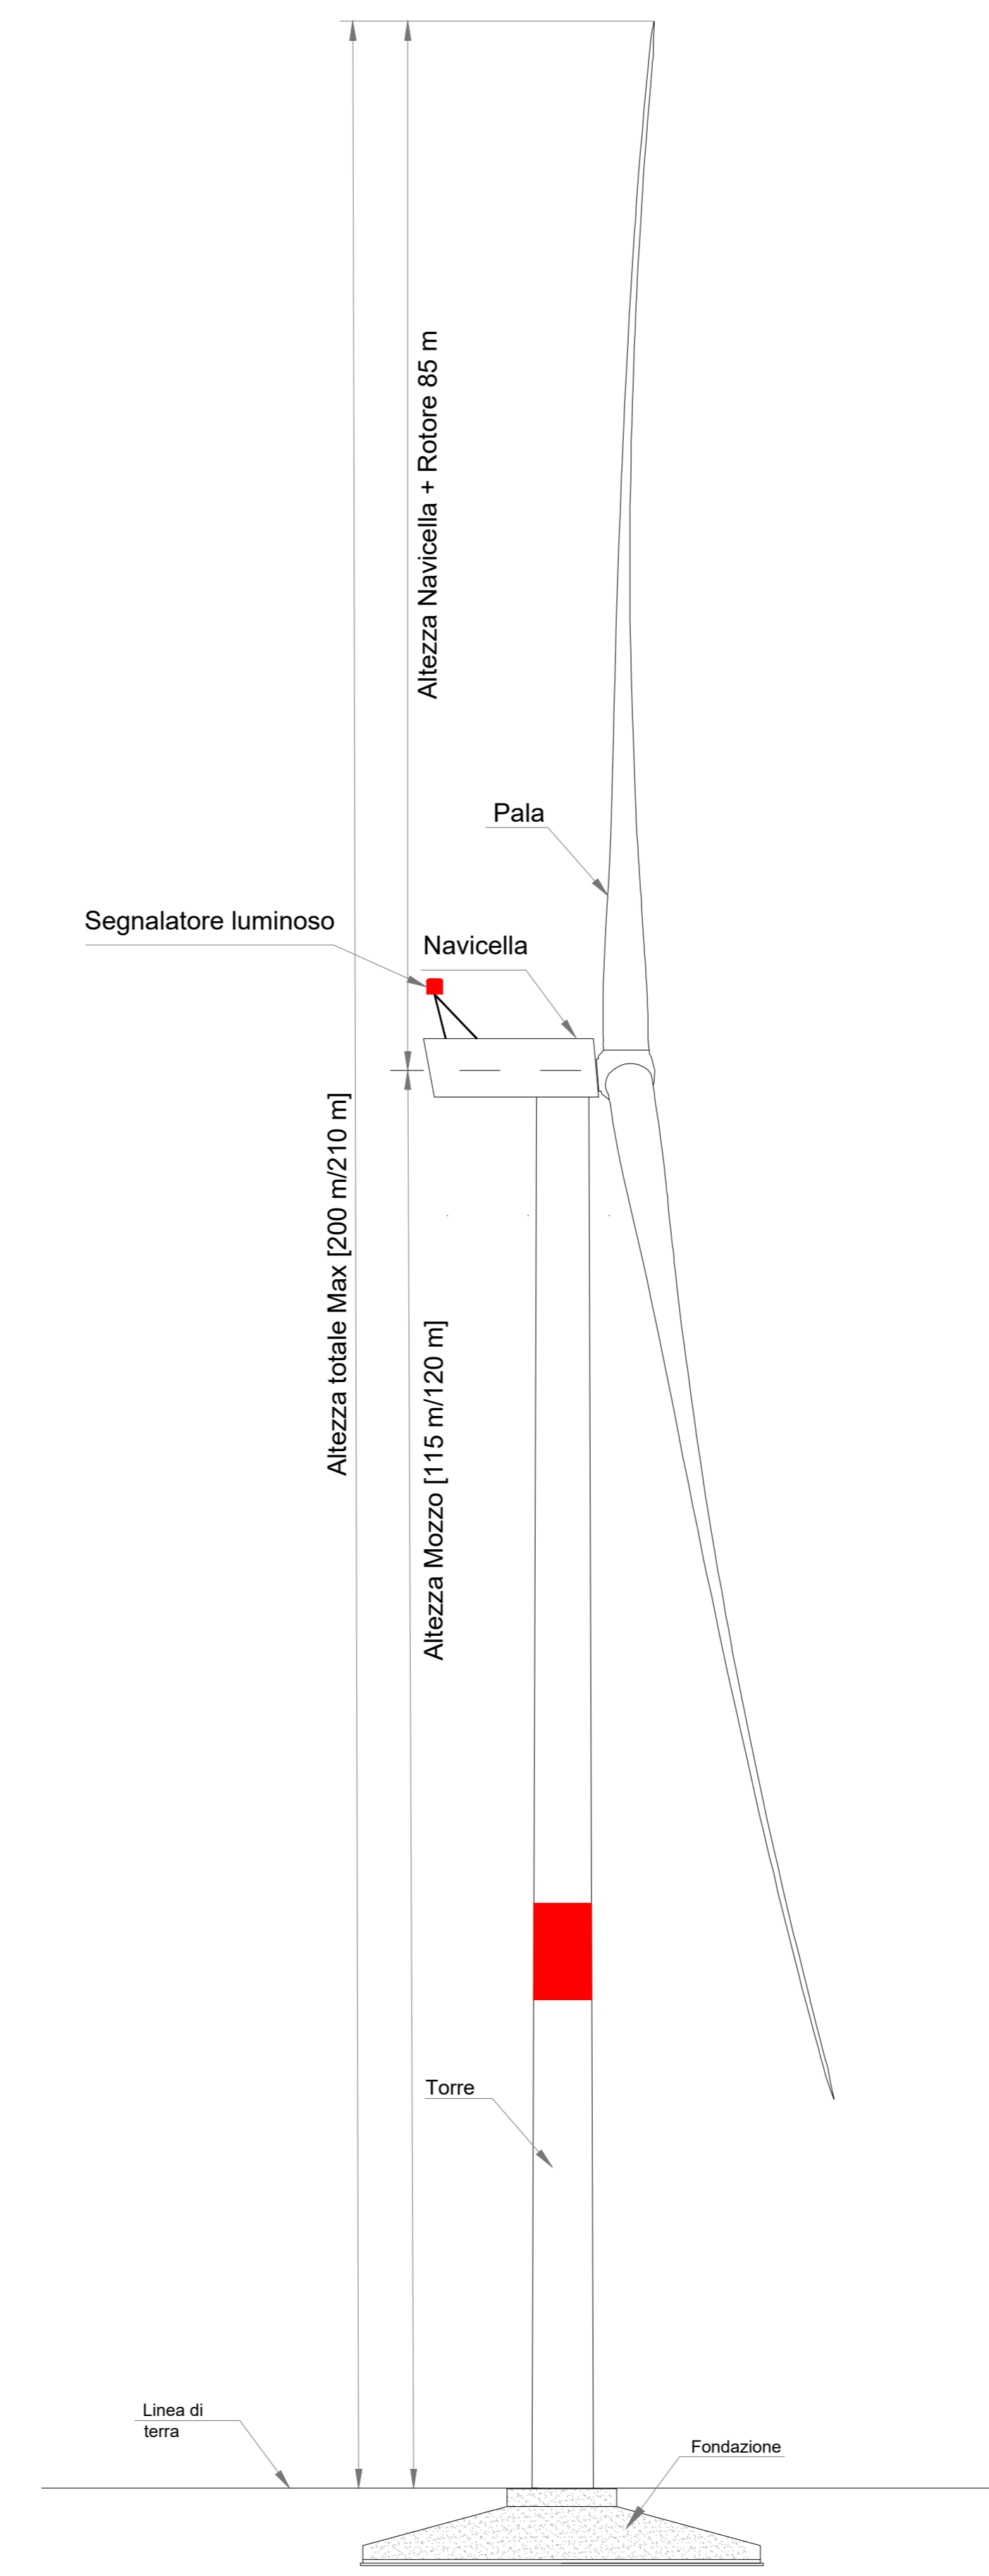 Altezza Navicella + Rotore 85 m
Pala
Segnalatore luminoso
Navicella
Altezza totale Max [200 m/210 m]
Altezza Mozzo [115 m/120 m]
Torre
Linea di
terra
Fondazione